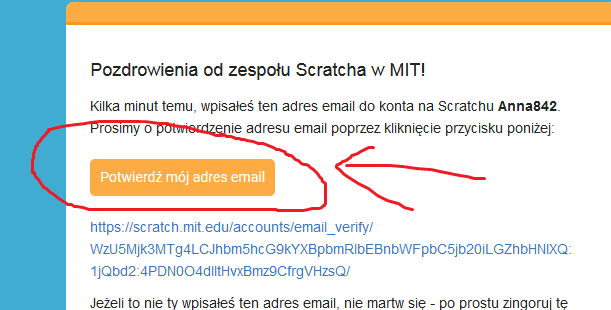 Pozdrowienia od zespołu Scratcha w MIT!
Kilka minut temu, wpisałeś ten adres email do konta na Scratchu Anna842.
Prosimy o potwierdzenie adresu email poprzez kliknięcie przycisku poniżej:
Potwierdź mój adres email
https://scratch.mit.edu/accounts/email_verify/
WzU5Mjk3MTg4LCJhbm5hcG9kYXBpbmRlbEBnbWFpbC5jb20iLGZhbHNlXQ:
1jQbd2:4PDN0O4dlltHvxBmz9CfrgVHzsQ/
Jeżeli to nie ty wpisałeś ten adres email, nie martw się - po prostu zingoruj tę